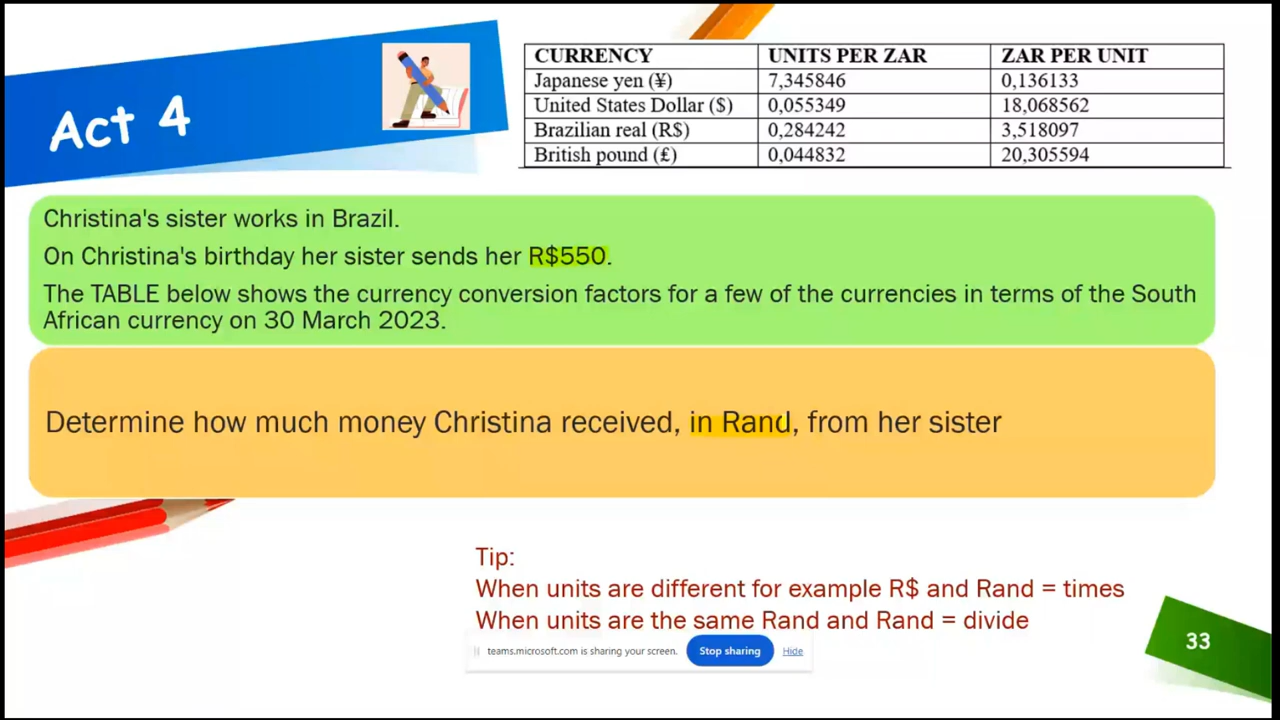 Act 4
CURRENCY UNITS PER ZAR ZAR PER UNIT
Japanese yen (¥) 7,345846 0,136133
United States Dollar ($) 0,055349 18,068562
Brazilian real (R$) 0,284242 3,518097
British pound (£) 0,044832 20,305594
Christina's sister works in Brazil.
On Christina's birthday her sister sends her R$550.
The TABLE below shows the currency conversion factors for a few of the currencies in terms of the South
African currency on 30 March 2023.
Determine how much money Christina received, in Rand, from her sister
Tip:
When units are different for example R$ and Rand = times
When units are the same Rand and Rand = divide
teams.microsoft.com is sharing your screen. Stop sharing Hide
33